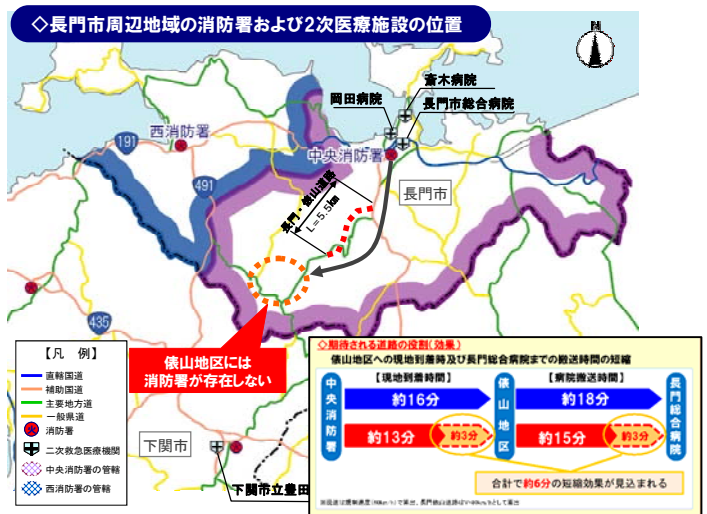 ◇長門市周辺地域の消防署および2次医療施設の位置
N
斎木病院
岡田病院
長門市総合病院
西消防署
中央消防署
191
491
長門・俵山道路
L=5.5㎞
長門市
435
俵山地区には
消防署が存在しない
【凡 例】
直轄国道
補助国道
主要地方道
一般県道
消防署
二次救急医療機関
中央消防署の管轄
西消防署の管轄
下関市
下関市立豊田
◇期待される道路の役割(効果)
俵山地区への現地到着時及び長門総合病院までの搬送時間の短縮
【現地到着時間】
【病院搬送時間】
中央消防署
約16分
俵山地区
約18分
長門総合病院
約13分
約3分
約15分
約3分
合計で約6分の短縮効果が見込まれる